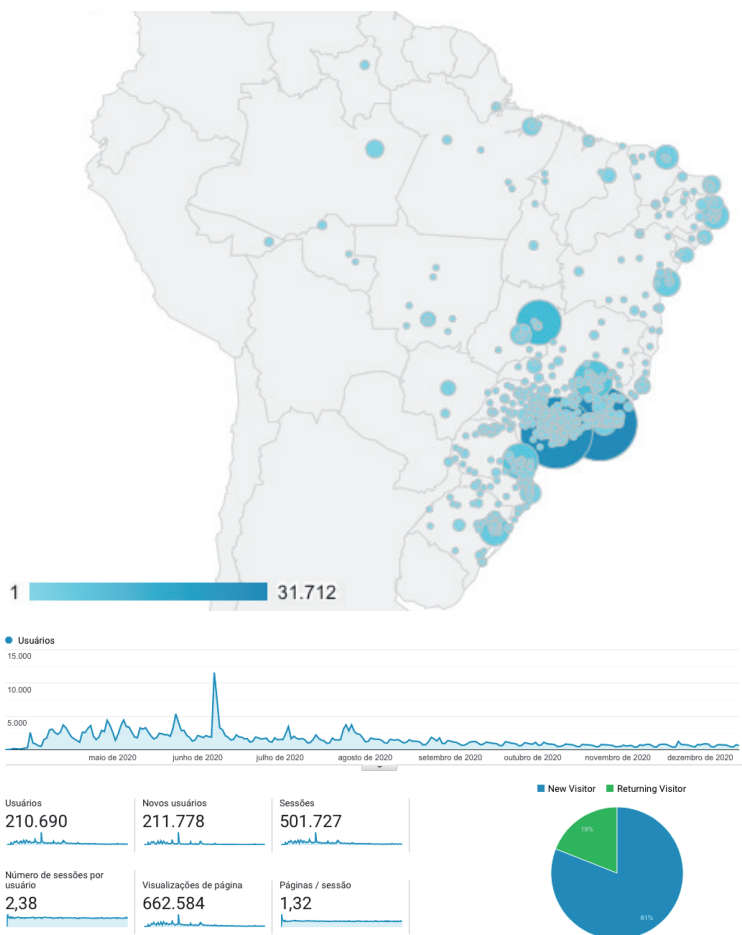 1
31.712
Usuários
15.000
10.000
5.000
maio de 2020 junho de 2020 julho de 2020 agosto de 2020 setembro de 2020 outubro de 2020 novembro de 2020 dezembro de 2020
New Visitor Returning Visitor
Usuários
210.690
Novos usuários
211.778
Sessões
501.727
Número de sessões por
usuário
2,38
Visualizações de página
662.584
Páginas / sessão
1,32
19%
81%